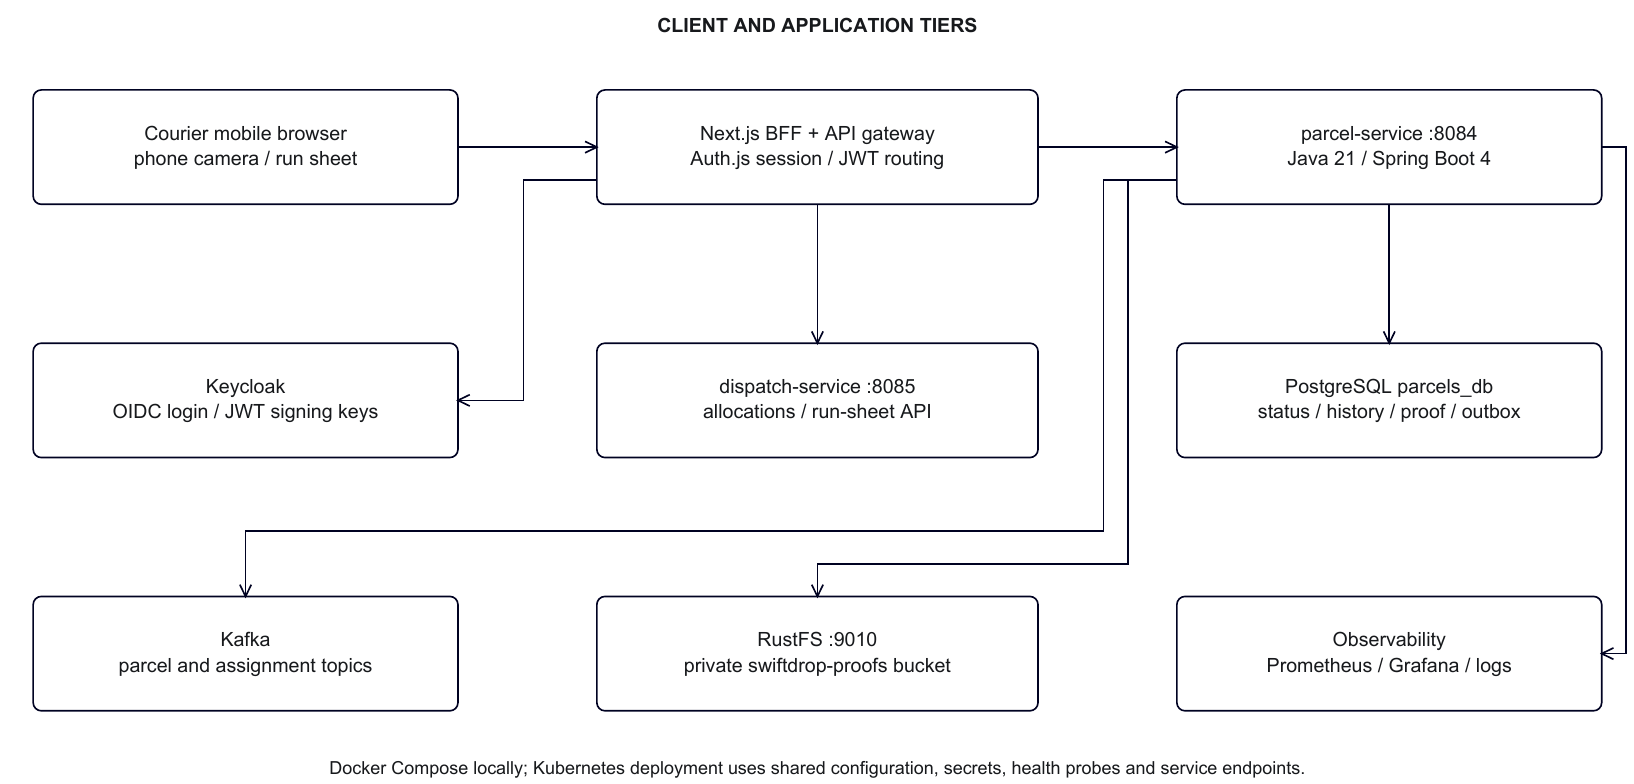 CLIENT AND APPLICATION TIERS
Courier mobile browser
phone camera / run sheet
Next.js BFF + API gateway
Auth.js session / JWT routing
parcel-service :8084
Java 21 / Spring Boot 4
Keycloak
OIDC login / JWT signing keys
dispatch-service :8085
allocations / run-sheet API
PostgreSQL parcels_db
status / history / proof / outbox
Kafka
parcel and assignment topics
RustFS :9010
private swiftdrop-proofs bucket
Observability
Prometheus / Grafana / logs
Docker Compose locally; Kubernetes deployment uses shared configuration, secrets, health probes and service endpoints.